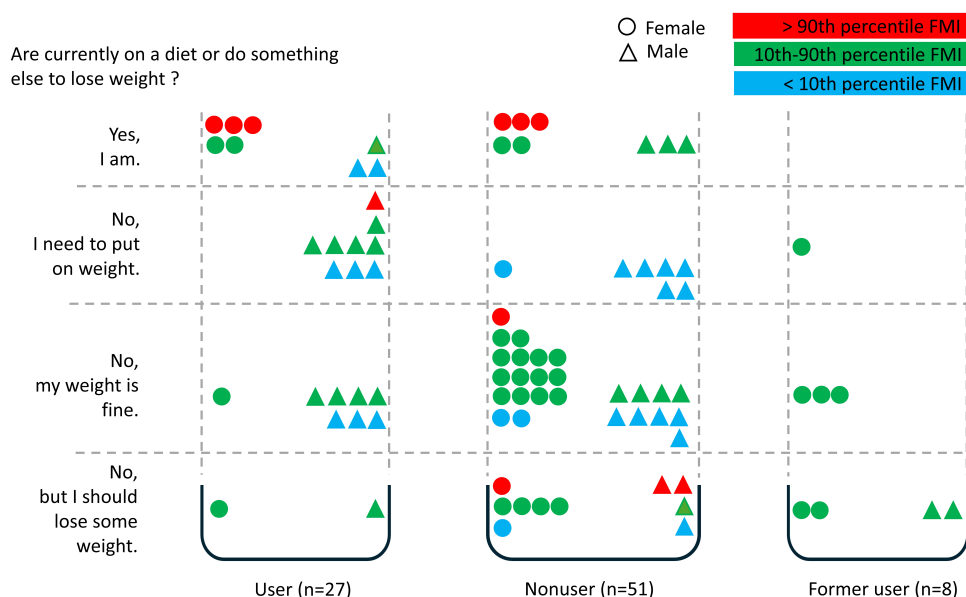 Female
Male
> 90th percentile FMI
10th-90th percentile FMI
< 10th percentile FMI
Are currently on a diet or do something
else to lose weight ?
Yes,
I am.
No,
I need to put
on weight.
No,
my weight is
fine.
No,
but I should
lose some
weight.
User (n=27)
Nonuser (n=51)
Former user (n=8)